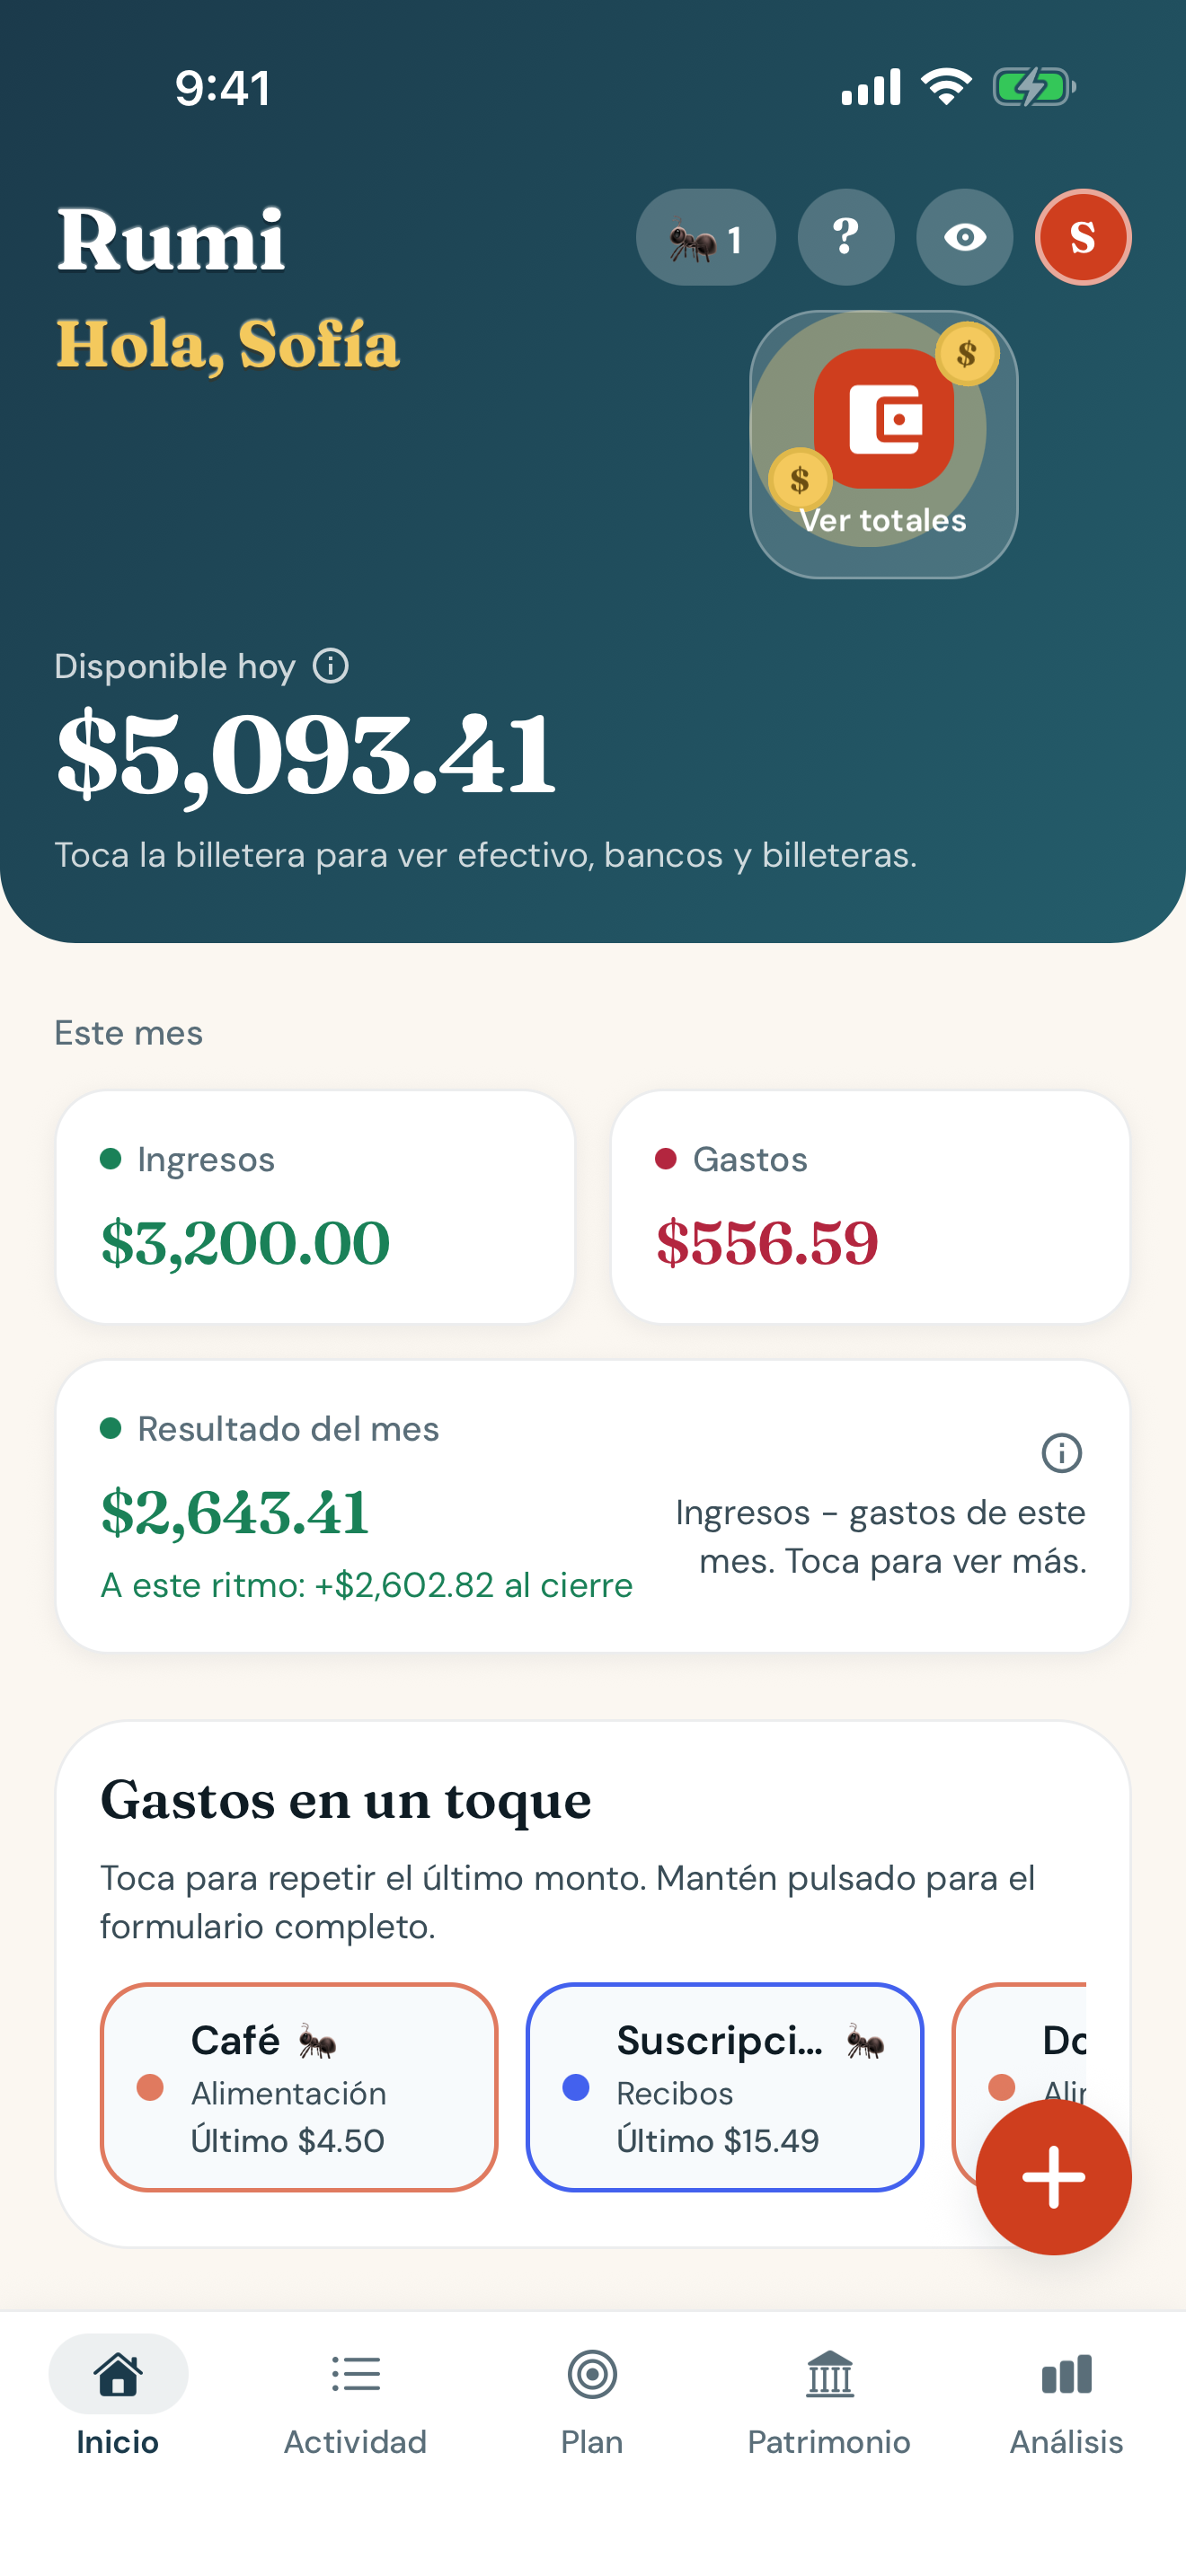 9:41
Rumi
1
?
S
Hola, Sofía
$
$
Ver totales
Disponible hoy
$5,093.41
Toca la billetera para ver efectivo, bancos y billeteras.
Este mes
Ingresos
$3,200.00
Gastos
$556.59
Resultado del mes
$2,643.41
A este ritmo: +$2,602.82 al cierre
Ingresos - gastos de este
mes. Toca para ver más.
Gastos en un toque
Toca para repetir el último monto. Mantén pulsado para el
formulario completo.
Café
Alimentación
Último $4.50
Suscripci...
Recibos
Último $15.49
Inicio
Actividad
Plan
Patrimonio
Análisis